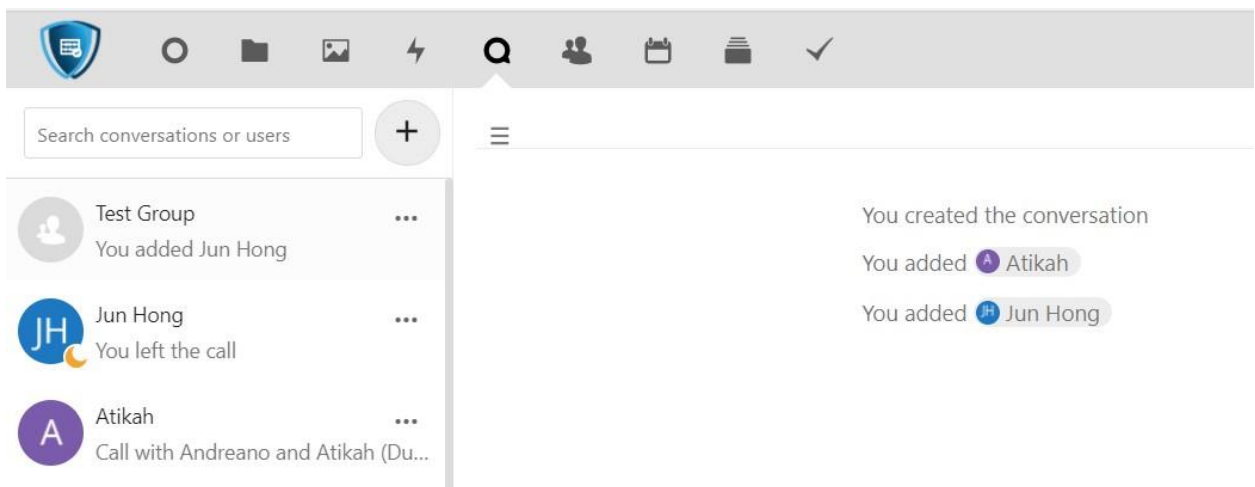 Search conversations or users
+
Test Group
You added Jun Hong
JH
Jun Hong
You left the call
A
Atikah
Call with Andreano and Atikah (Du...
You created the conversation
You added A Atikah
You added JH Jun Hong